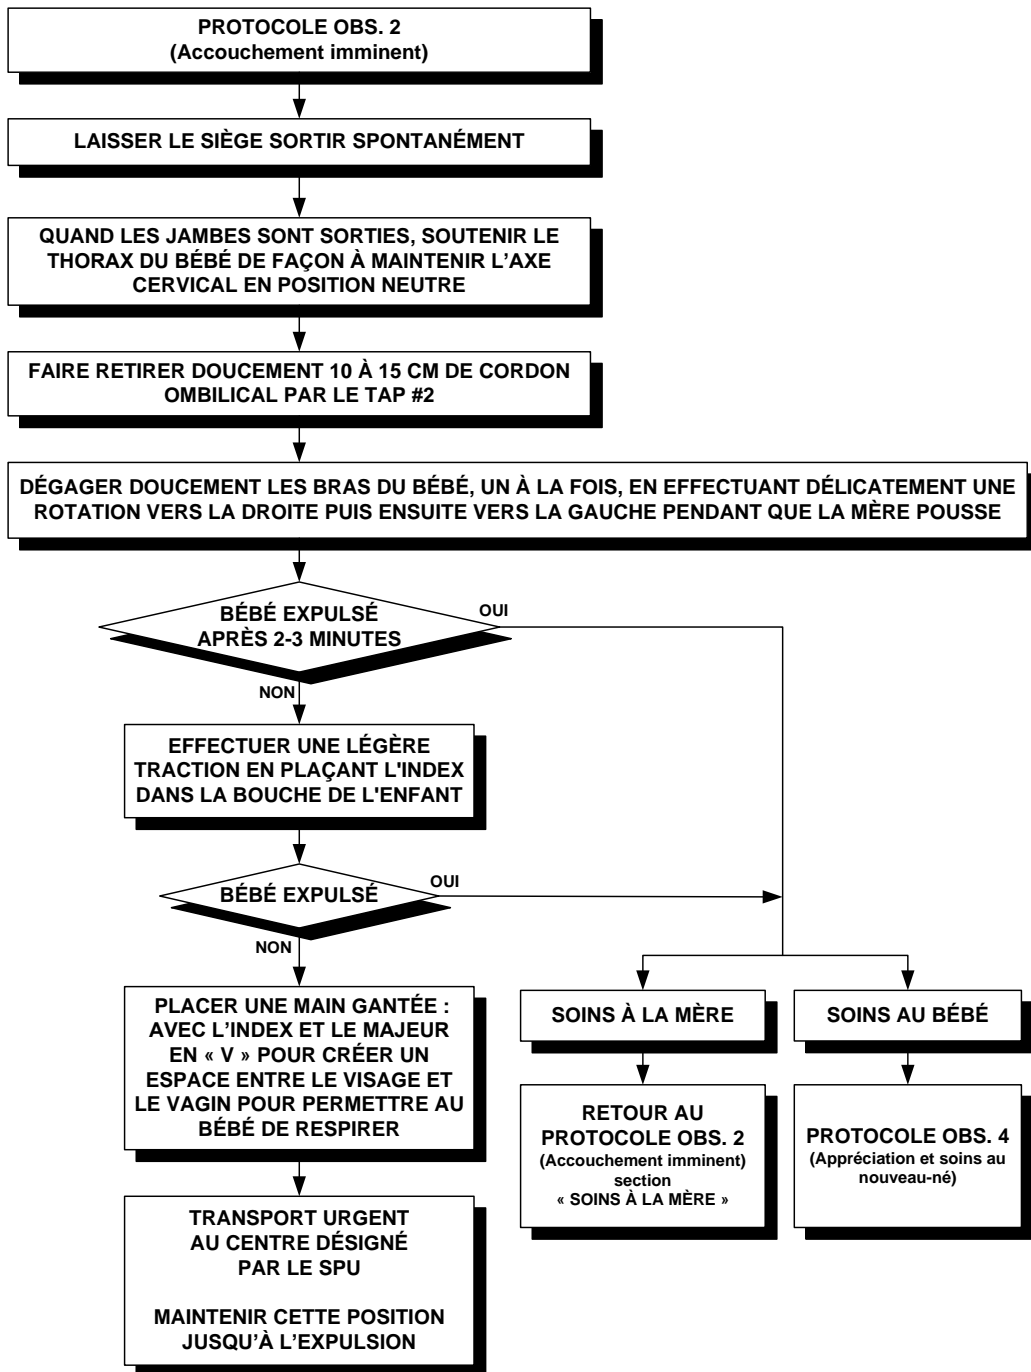 PROTOCOLE OBS. 2
(Accouchement imminent)
LAISSER LE SIÈGE SORTIR SPONTANÉMENT
QUAND LES JAMBES SONT SORTIES, SOUTENIR LE
THORAX DU BÉBÉ DE FAÇON À MAINTENIR L'AXE
CERVICAL EN POSITION NEUTRE
FAIRE RETIRER DOUCEMENT 10 À 15 CM DE CORDON
OMBILICAL PAR LE TAP #2
DÉGAGER DOUCEMENT LES BRAS DU BÉBÉ, UN À LA FOIS, EN EFFECTUANT DÉLICATEMENT UNE
ROTATION VERS LA DROITE PUIS ENSUITE VERS LA GAUCHE PENDANT QUE LA MÈRE POUSSE
BÉBÉ EXPULSÉ
APRÈS 2-3 MINUTES
OUI
NON
EFFECTUER UNE LÉGÈRE
TRACTION EN PLAÇANT L'INDEX
DANS LA BOUCHE DE L'ENFANT
BÉBÉ EXPULSÉ
OUI
NON
PLACER UNE MAIN GANTÉE :
AVEC L'INDEX ET LE MAJEUR
EN « V » POUR CRÉER UN
ESPACE ENTRE LE VISAGE ET
LE VAGIN POUR PERMETTRE AU
BÉBÉ DE RESPIRER
TRANSPORT URGENT
AU CENTRE DÉSIGNÉ
PAR LE SPU
MAINTENIR CETTE POSITION
JUSQU'À L'EXPULSION
SOINS À LA MÈRE
RETOUR AU
PROTOCOLE OBS. 2
(Accouchement imminent)
section
« SOINS À LA MÈRE »
SOINS AU BÉBÉ
PROTOCOLE OBS. 4
(Appréciation et soins au
nouveau-né)